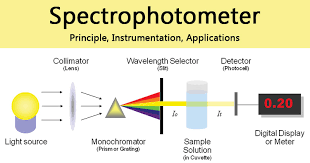 Spectrophotometer
Principle, Instrumentation, Applications
Collimator
(Lens)
Wavelength Selector
(Slit)
Detector
(Photocell)
I₀
Iₜ
0.20
Light source
Monochromator
(Prism or Grating)
Sample
Solution
(in Cuvette)
Digital Display
or Meter